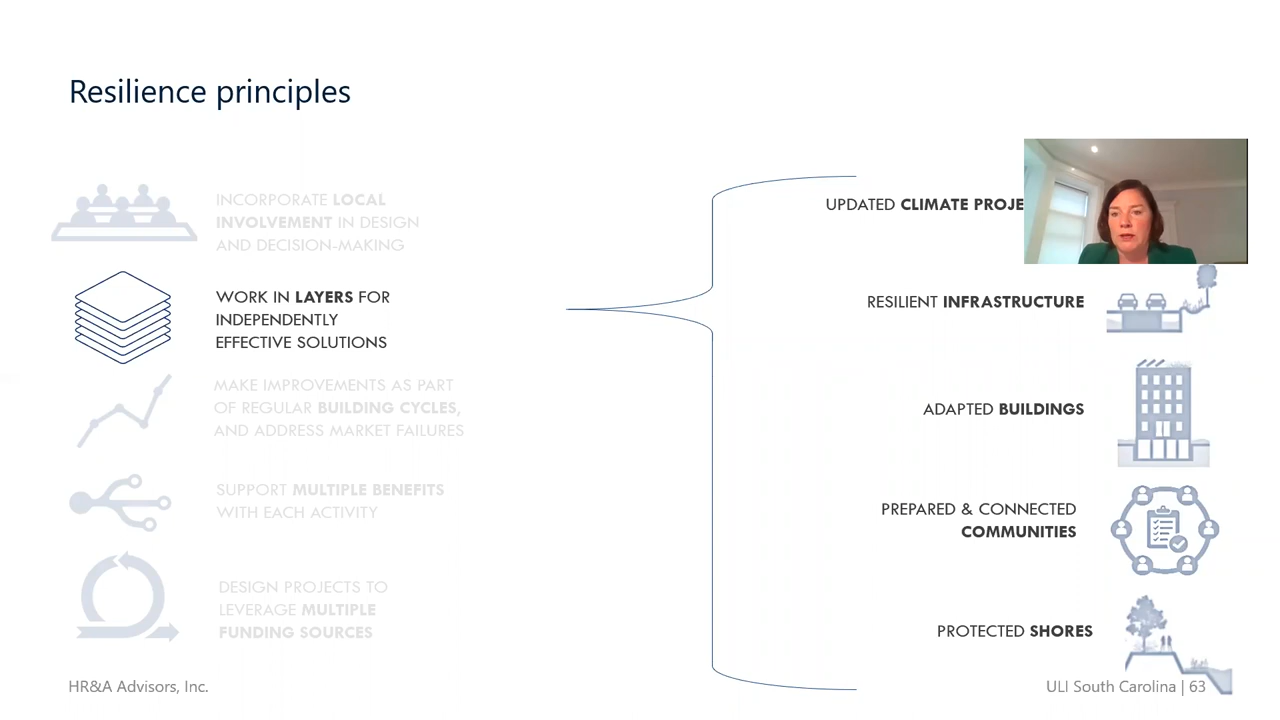 Resilience principles
INCORPORATE LOCAL
INVOLVEMENT IN DESIGN
AND DECISION-MAKING
WORK IN LAYERS FOR
INDEPENDENTLY
EFFECTIVE SOLUTIONS
MAKE IMPROVEMENTS AS PART
OF REGULAR BUILDING CYCLES,
AND ADDRESS MARKET FAILURES
SUPPORT MULTIPLE BENEFITS
WITH EACH ACTIVITY
DESIGN PROJECTS TO
LEVERAGE MULTIPLE
FUNDING SOURCES
UPDATED CLIMATE PROJE
RESILIENT INFRASTRUCTURE
ADAPTED BUILDINGS
PREPARED & CONNECTED
COMMUNITIES
PROTECTED SHORES
HR&A Advisors, Inc.
ULI South Carolina | 63